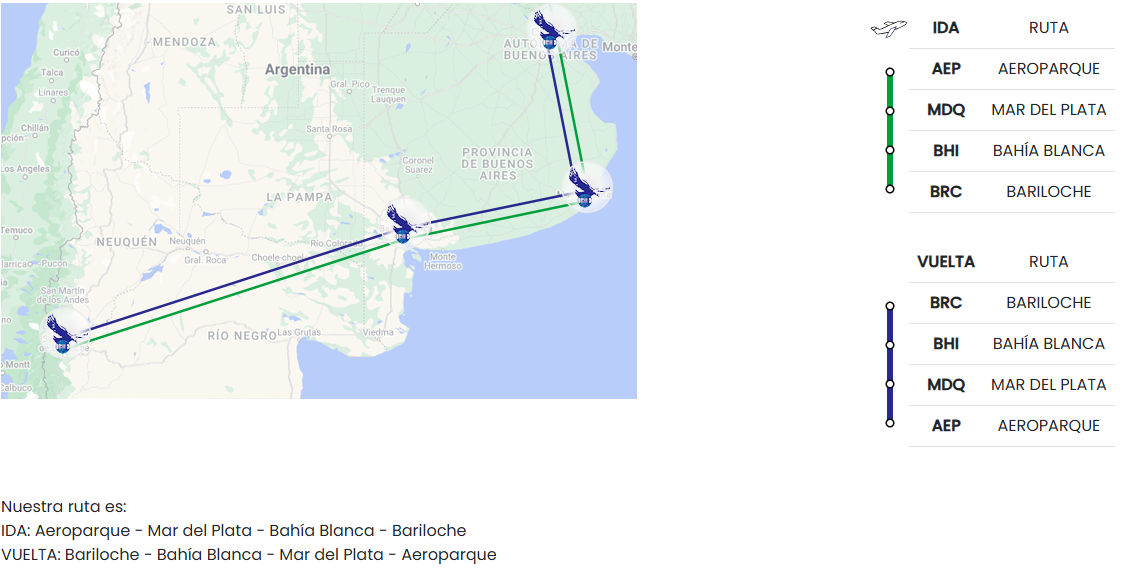 SAN LUIS
MENDOZA
Curicó
Talca
Linares
Argentina
AUTÓNOMA DE
BUENOS AIRES
Monte
Gral. Pico
Trenque
Lauquen
Chillán
pción
Santa Rosa
Los Angeles
Coronel
Suarez
PROVINCIA
DE BUENOS
AIRES
LA PAMPA
Temuco
NEUQUÉN
Neuquén
Gral. Roca
Río Colorado
Choele-choel
Monte
Hermoso
Villarrica
Pucón
San Martín
de los Andes
RÍO NEGRO
Las Grutas
Viedma
Montt
Calbuco
IDA RUTA
AEP AEROPARQUE
MDQ MAR DEL PLATA
BHI BAHÍA BLANCA
BRC BARILOCHE
VUELTA RUTA
BRC BARILOCHE
BHI BAHÍA BLANCA
MDQ MAR DEL PLATA
AEP AEROPARQUE
Nuestra ruta es:
IDA: Aeroparque - Mar del Plata - Bahía Blanca - Bariloche
VUELTA: Bariloche - Bahía Blanca - Mar del Plata - Aeroparque